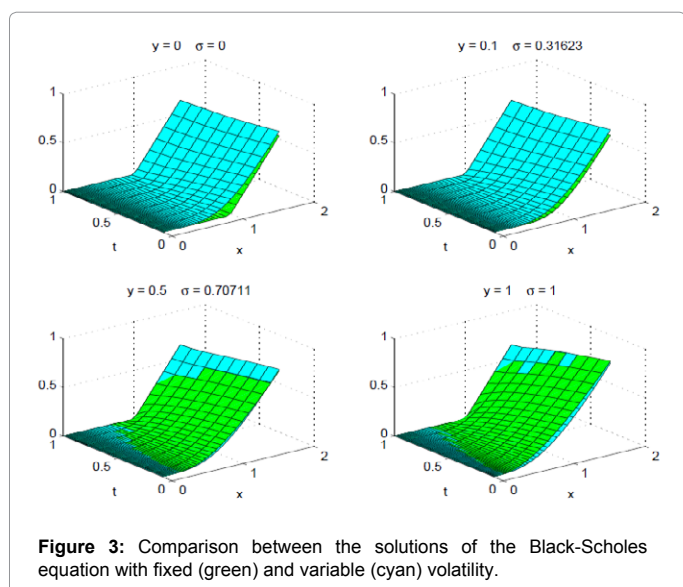 y = 0 σ = 0
1
0.5
0
1
0.5
0
t
0
1
2
x
y = 0.1 σ = 0.31623
1
0.5
0
1
0.5
0
t
0
1
2
x
y = 0.5 σ = 0.70711
1
0.5
0
1
0.5
0
t
0
1
2
x
y = 1 σ = 1
1
0.5
0
1
0.5
0
t
0
1
2
x
Figure 3: Comparison between the solutions of the Black-Scholes
equation with fixed (green) and variable (cyan) volatility.